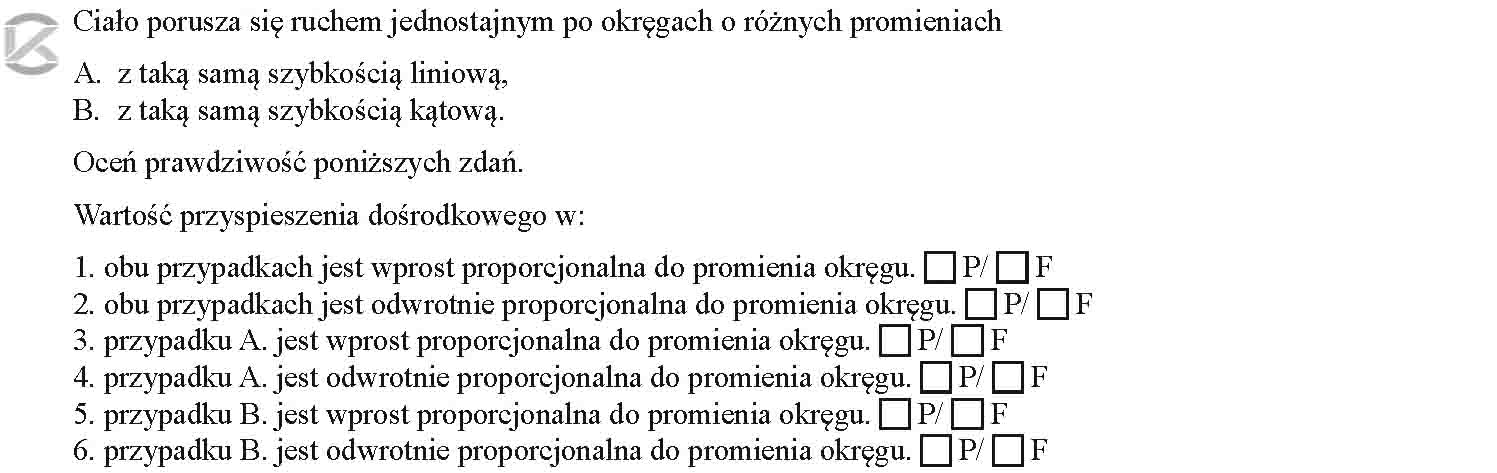 Ciało porusza się ruchem jednostajnym po okręgach o różnych promieniach
A. z taką samą szybkością liniową,
B. z taką samą szybkością kątową.
Oceń prawdziwość poniższych zdań.
Wartość przyspieszenia dośrodkowego w:
1. obu przypadkach jest wprost proporcjonalna do promienia okręgu. □ P/ □ F
2. obu przypadkach jest odwrotnie proporcjonalna do promienia okręgu. □ P/ □ F
3. przypadku A. jest wprost proporcjonalna do promienia okręgu. □ P/ □ F
4. przypadku A. jest odwrotnie proporcjonalna do promienia okręgu. □ P/ □ F
5. przypadku B. jest wprost proporcjonalna do promienia okręgu. □ P/ □ F
6. przypadku B. jest odwrotnie proporcjonalna do promienia okręgu. □ P/ □ F